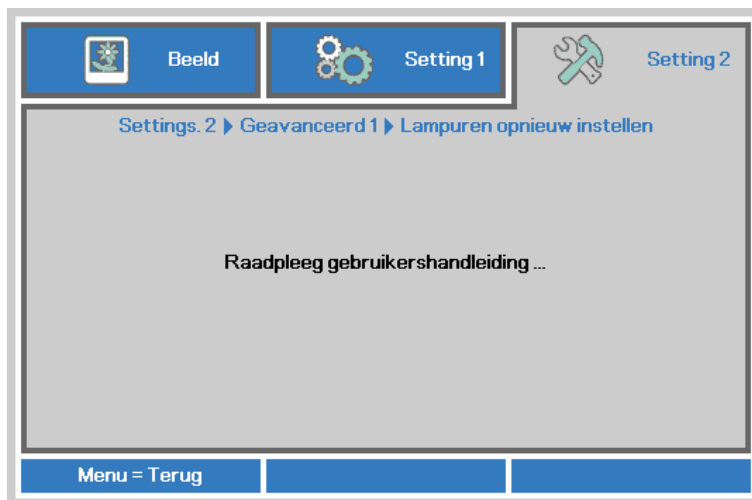 Beeld
Setting 1
Setting 2
Settings. 2 ▶ Geavanceerd 1 ▶ Lampuren opnieuw instellen
Raadpleeg gebruikershandleiding ...
Menu = Terug